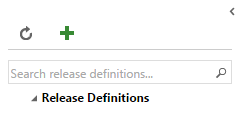 Search release definitions...
Release Definitions